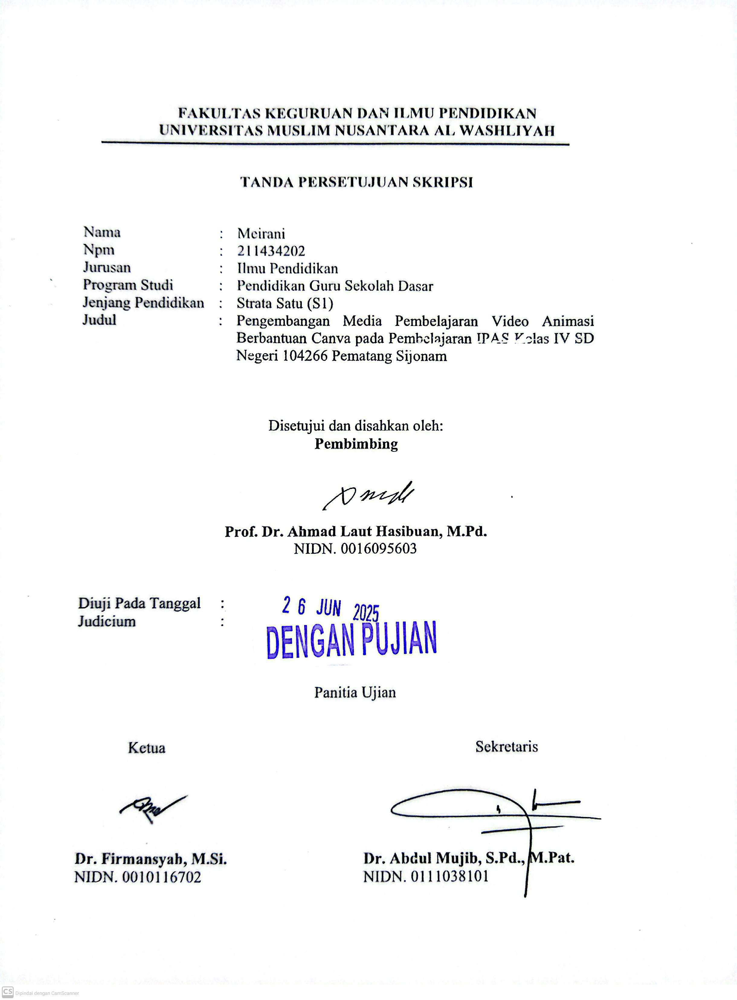 FAKULTAS KEGURUAN DAN ILMU PENDIDIKAN
UNIVERSITAS MUSLIM NUSANTARA AL WASHLIYAH
TANDA PERSETUJUAN SKRIPSI
Nama : Meirani
Npm : 211434202
Jurusan : Ilmu Pendidikan
Program Studi : Pendidikan Guru Sekolah Dasar
Jenjang Pendidikan : Strata Satu (S1)
Judul : Pengembangan Media Pembelajaran Video Animasi
Berbantuan Canva pada Pembelajaran IPAS Kelas IV SD
Negeri 104266 Pematang Sijonam
Disetujui dan disahkan oleh:
Pembimbing
Prof. Dr. Ahmad Laut Hasibuan, M.Pd.
NIDN. 0016095603
Diuji Pada Tanggal : 26 JUN 2025
Judicium : DENGAN PUJIAN
Panitia Ujian
Ketua Sekretaris
Dr. Firmansyah, M.Si. Dr. Abdul Mujib, S.Pd., M.Pat.
NIDN. 0010116702 NIDN. 0111038101
CS Dipindai dengan CamScanner